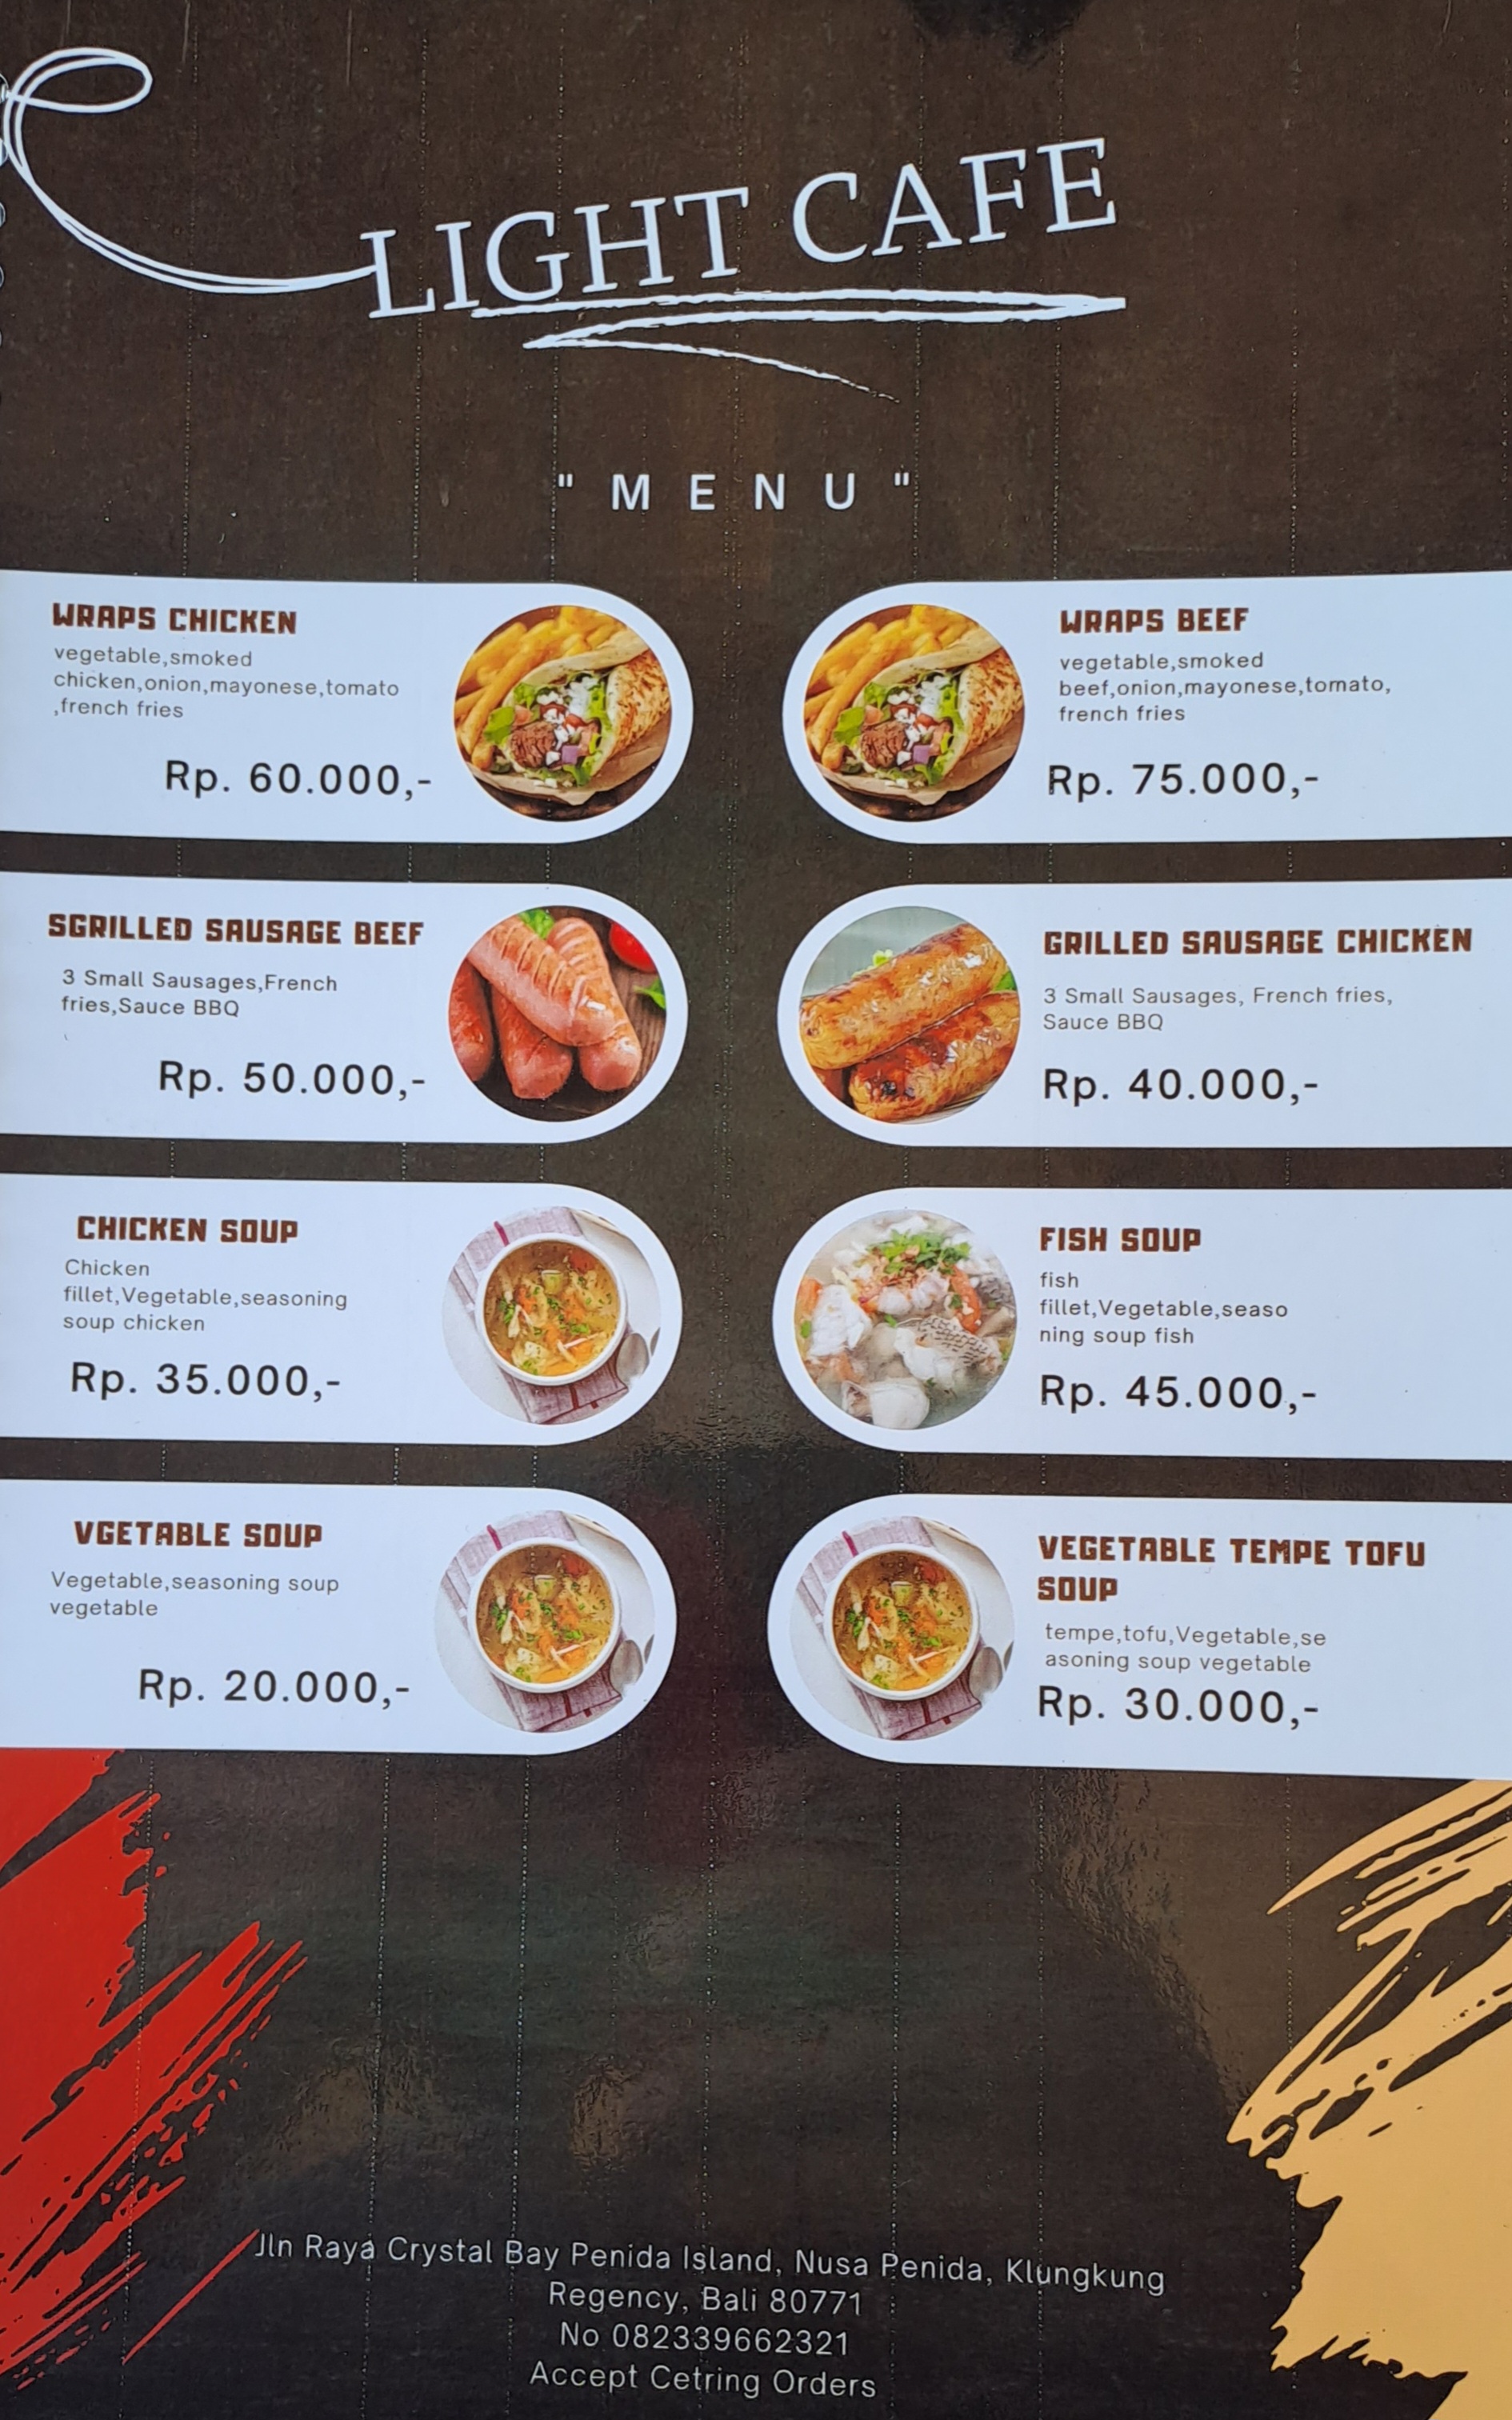 LIGHT CAFE
" M E N U "
WRAPS CHICKEN
vegetable,smoked
chicken,onion,mayonese,tomato
,french fries
Rp. 60.000,-
WRAPS BEEF
vegetable,smoked
beef,onion,mayonese,tomato,
french fries
Rp. 75.000,-
SGRILLED SAUSAGE BEEF
3 Small Sausages,French
fries,Sauce BBQ
Rp. 50.000,-
GRILLED SAUSAGE CHICKEN
3 Small Sausages, French fries,
Sauce BBQ
Rp. 40.000,-
CHICKEN SOUP
Chicken
fillet,Vegetable,seasoning
soup chicken
Rp. 35.000,-
FISH SOUP
fish
fillet,Vegetable,seaso
ning soup fish
Rp. 45.000,-
VGETABLE SOUP
Vegetable,seasoning soup
vegetable
Rp. 20.000,-
VEGETABLE TEMPE TOFU
SOUP
tempe,tofu,Vegetable,se
asoning soup vegetable
Rp. 30.000,-
Jln Raya Crystal Bay Penida Island, Nusa Penida, Klungkung
Regency, Bali 80771
No 082339662321
Accept Cetring Orders